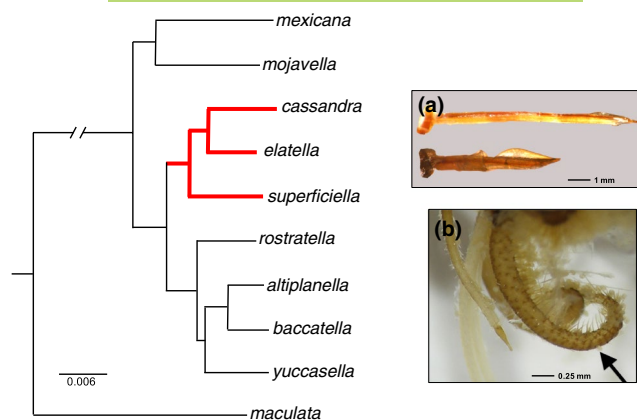 mexicana
mojavella
cassandra
elatella
superficiella
rostratella
altiplanella
baccatella
yuccasella
maculata
0.006
(a)
1 mm
(b)
0.25 mm